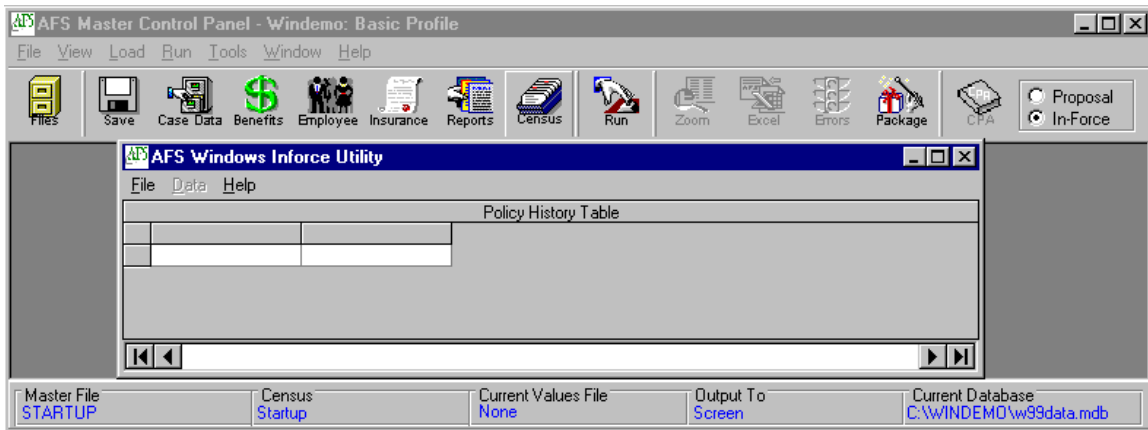 AFS Master Control Panel - Windemo: Basic Profile
File View Load Run Tools Window Help
Files Save Case Data Benefits Employee Insurance Reports Census Run Zoom Excel Errors Package CPA
Proposal
In-Force
AFS Windows Inforce Utility
File Data Help
Policy History Table
Master File Census Current Values File Output To Current Database
STARTUP Startup None Screen C:\WINDEMO\w99data.mdb